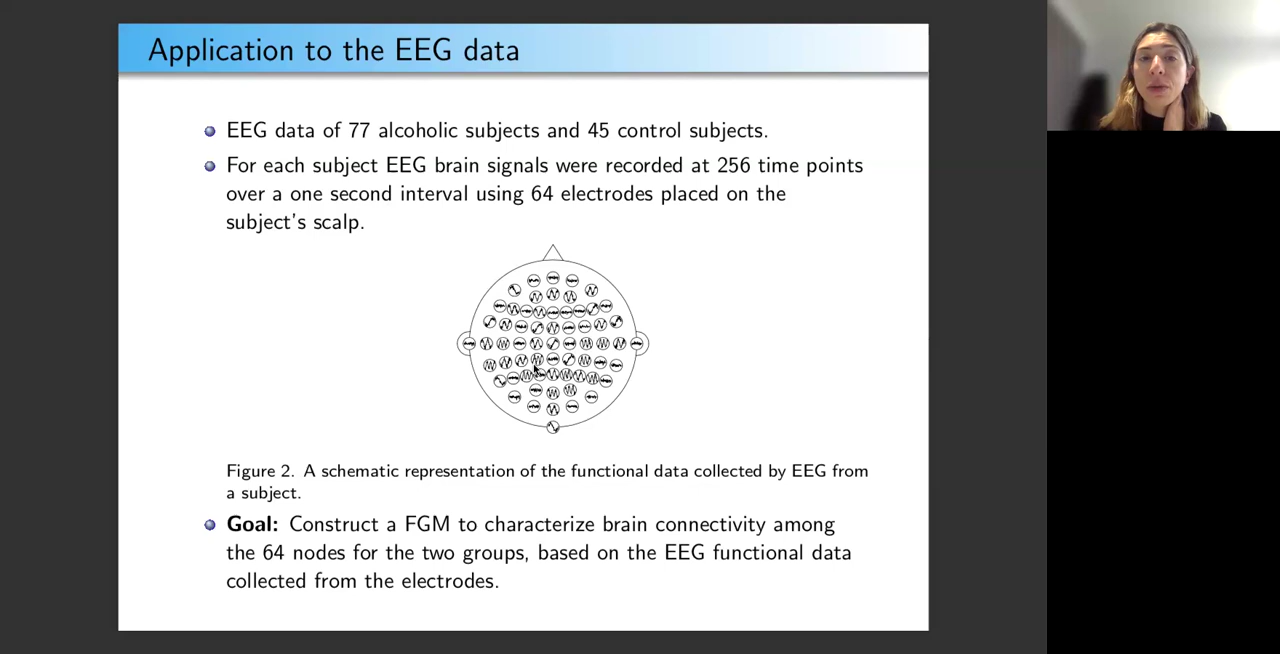 Application to the EEG data
EEG data of 77 alcoholic subjects and 45 control subjects.
For each subject EEG brain signals were recorded at 256 time points
over a one second interval using 64 electrodes placed on the
subject's scalp.
Figure 2. A schematic representation of the functional data collected by EEG from
a subject.
Goal: Construct a FGM to characterize brain connectivity among
the 64 nodes for the two groups, based on the EEG functional data
collected from the electrodes.